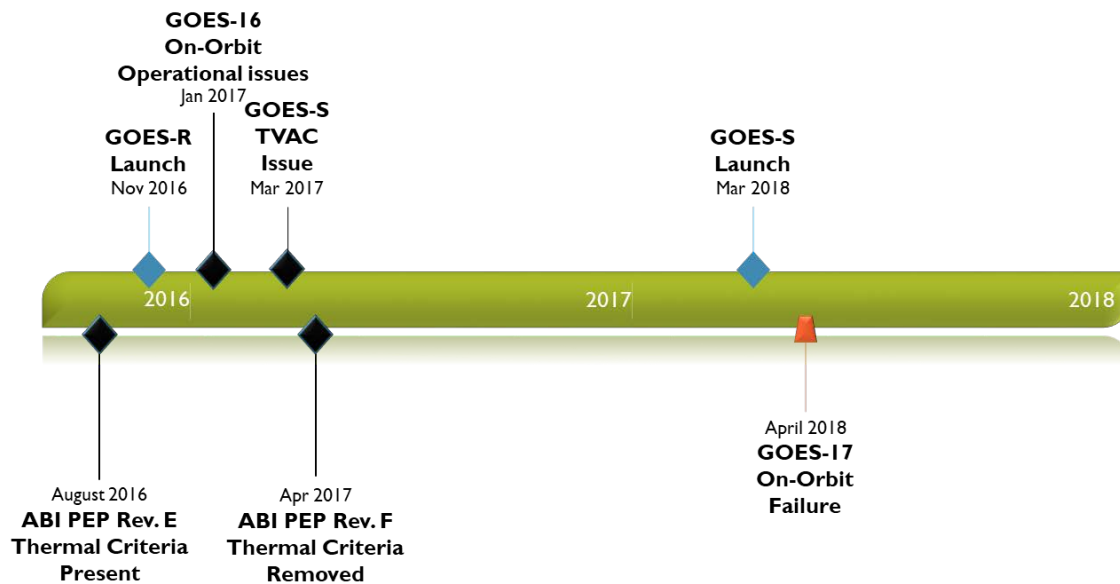 GOES-16
On-Orbit
Operational issues
Jan 2017
GOES-R
Launch
Nov 2016
GOES-S
TVAC
Issue
Mar 2017
GOES-S
Launch
Mar 2018
2016
2017
2018
August 2016
ABI PEP Rev. E
Thermal Criteria
Present
Apr 2017
ABI PEP Rev. F
Thermal Criteria
Removed
April 2018
GOES-17
On-Orbit
Failure